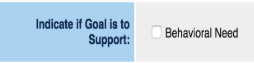 Indicate if Goal is to
Support:
Behavioral Need